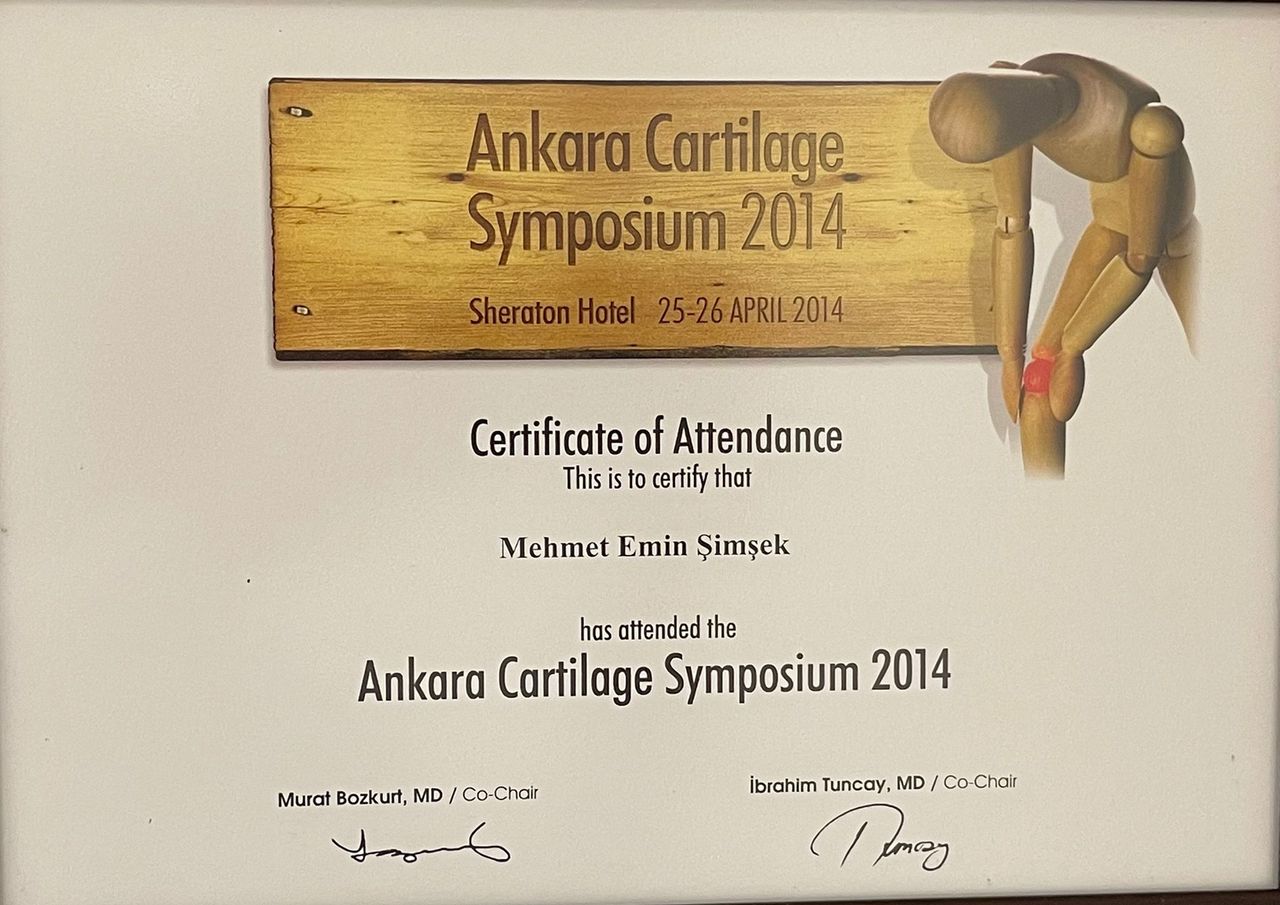 Ankara Cartilage
Symposium 2014
Sheraton Hotel 25-26 APRIL 2014
Certificate of Attendance
This is to certify that
Mehmet Emin Şimşek
has attended the
Ankara Cartilage Symposium 2014
Murat Bozkurt, MD / Co-Chair
İbrahim Tuncay, MD / Co-Chair